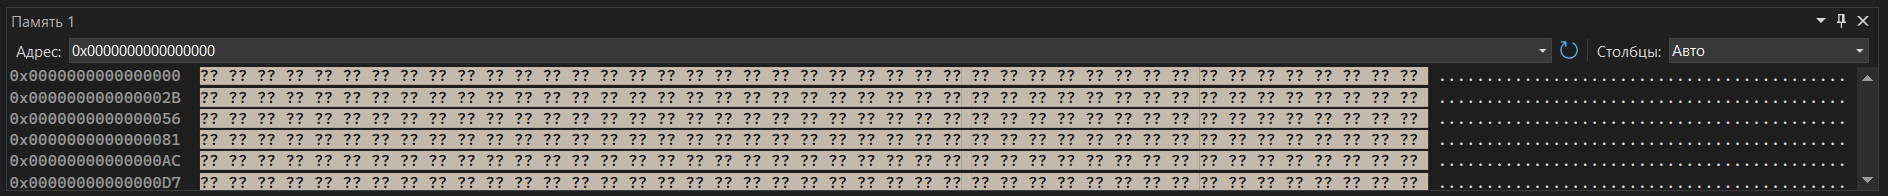 Память 1
Адрес: 0x0000000000000000 Столбцы: Авто
0x0000000000000000 ?? ?? ?? ?? ?? ?? ?? ?? ?? ?? ?? ?? ?? ?? ?? ?? ?? ?? ?? ?? ?? ?? ?? ?? ?? ?? ?? ?? ?? ?? ?? ?? ?? ?? ?? ?? ?? ?? ?? ?? ?? ?? ?? ...........................................
0x000000000000002B ?? ?? ?? ?? ?? ?? ?? ?? ?? ?? ?? ?? ?? ?? ?? ?? ?? ?? ?? ?? ?? ?? ?? ?? ?? ?? ?? ?? ?? ?? ?? ?? ?? ?? ?? ?? ?? ?? ?? ?? ?? ?? ?? ...........................................
0x0000000000000056 ?? ?? ?? ?? ?? ?? ?? ?? ?? ?? ?? ?? ?? ?? ?? ?? ?? ?? ?? ?? ?? ?? ?? ?? ?? ?? ?? ?? ?? ?? ?? ?? ?? ?? ?? ?? ?? ?? ?? ?? ?? ?? ?? ...........................................
0x0000000000000081 ?? ?? ?? ?? ?? ?? ?? ?? ?? ?? ?? ?? ?? ?? ?? ?? ?? ?? ?? ?? ?? ?? ?? ?? ?? ?? ?? ?? ?? ?? ?? ?? ?? ?? ?? ?? ?? ?? ?? ?? ?? ?? ?? ...........................................
0x00000000000000AC ?? ?? ?? ?? ?? ?? ?? ?? ?? ?? ?? ?? ?? ?? ?? ?? ?? ?? ?? ?? ?? ?? ?? ?? ?? ?? ?? ?? ?? ?? ?? ?? ?? ?? ?? ?? ?? ?? ?? ?? ?? ?? ?? ...........................................
0x00000000000000D7 ?? ?? ?? ?? ?? ?? ?? ?? ?? ?? ?? ?? ?? ?? ?? ?? ?? ?? ?? ?? ?? ?? ?? ?? ?? ?? ?? ?? ?? ?? ?? ?? ?? ?? ?? ?? ?? ?? ?? ?? ?? ?? ?? ...........................................